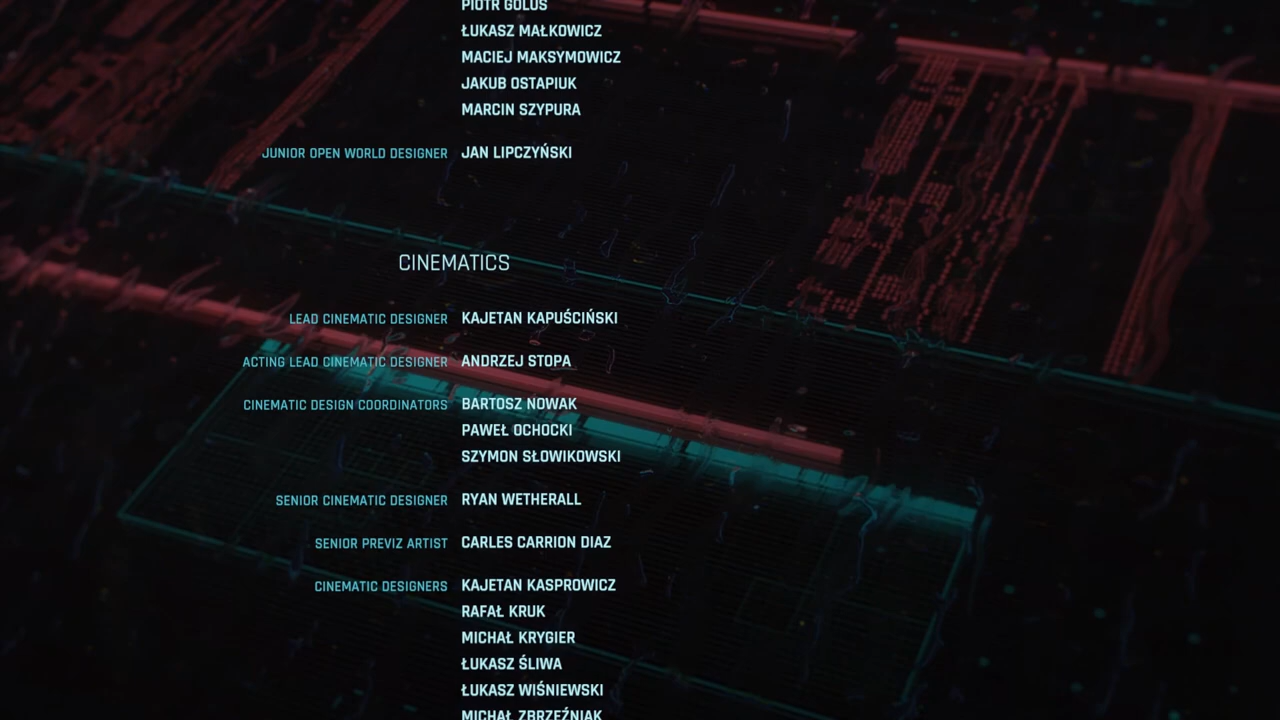 PIOTR GOLUS
ŁUKASZ MAŁKOWICZ
MACIEJ MAKSYMOWICZ
JAKUB OSTAPIUK
MARCIN SZYPURA
JUNIOR OPEN WORLD DESIGNER JAN LIPCZYŃSKI
CINEMATICS
LEAD CINEMATIC DESIGNER KAJETAN KAPUŚCIŃSKI
ACTING LEAD CINEMATIC DESIGNER ANDRZEJ STOPA
CINEMATIC DESIGN COORDINATORS BARTOSZ NOWAK
PAWEŁ OCHOCKI
SZYMON SŁOWIKOWSKI
SENIOR CINEMATIC DESIGNER RYAN WETHERALL
SENIOR PREVIZ ARTIST CARLES CARRION DIAZ
CINEMATIC DESIGNERS KAJETAN KASPROWICZ
RAFAŁ KRUK
MICHAŁ KRYGIER
ŁUKASZ ŚLIWA
ŁUKASZ WIŚNIEWSKI
MICHAŁ ZBRZEŹNIAK